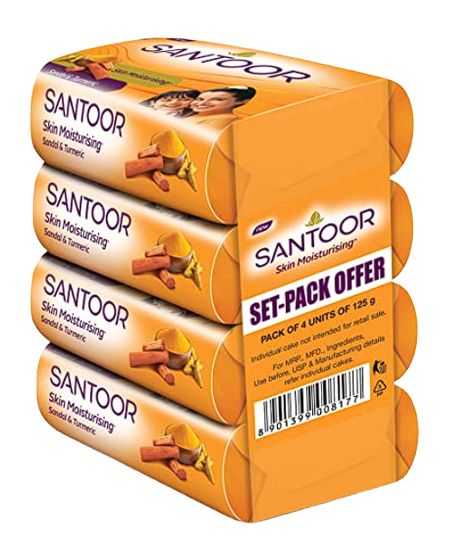 SANTOOR
Skin Moisturising
Sandal & Turmeric
SANTOOR
Skin Moisturising
Sandal & Turmeric
SANTOOR
Skin Moisturising
Sandal & Turmeric
SANTOOR
Skin Moisturising
Sandal & Turmeric
SANTOOR
Skin Moisturising
Sandal & Turmeric
new
SANTOOR
Skin Moisturising™
SET-PACK OFFER
PACK OF 4 UNITS OF 125 g
Individual cake not intended for retail sale.
For MRP., MFD., Ingredients,
Use before, USP & Manufacturing details
refer individual cakes.
8 901399 008177